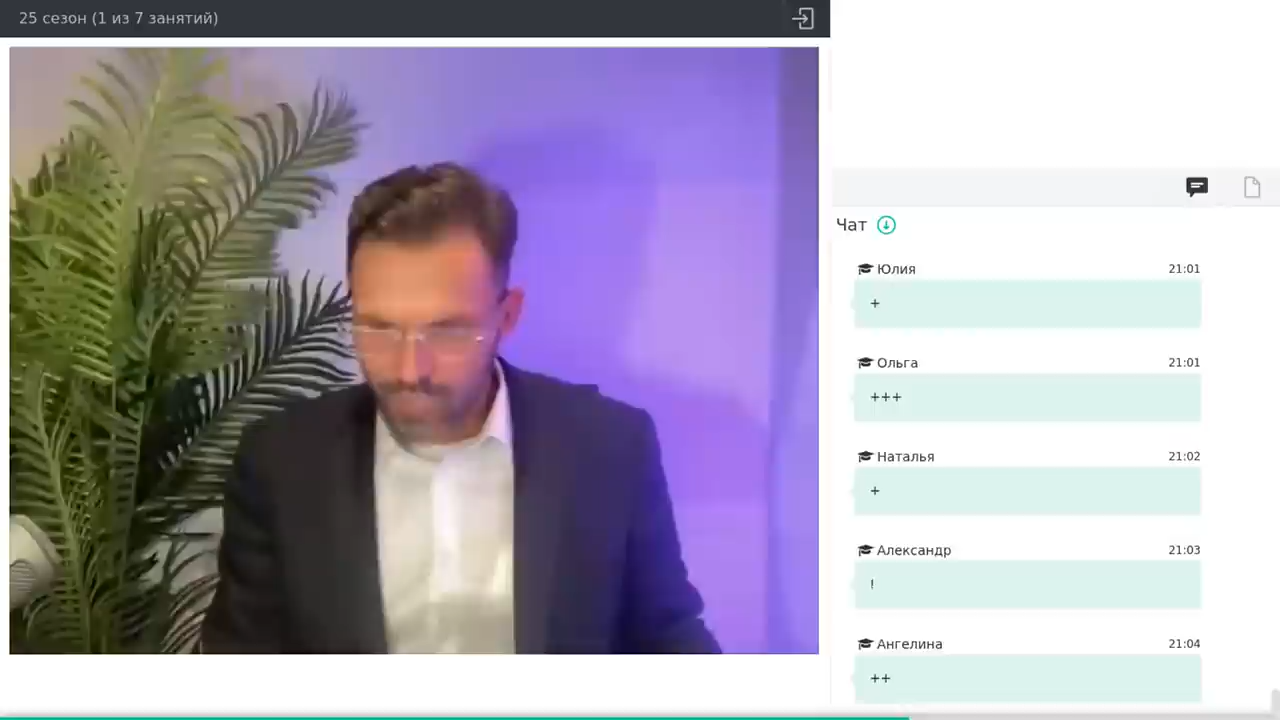 25 сезон (1 из 7 занятий)
Чат
Юлия 21:01
+
Ольга 21:01
+++
Наталья 21:02
+
Александр 21:03
!
Ангелина 21:04
++